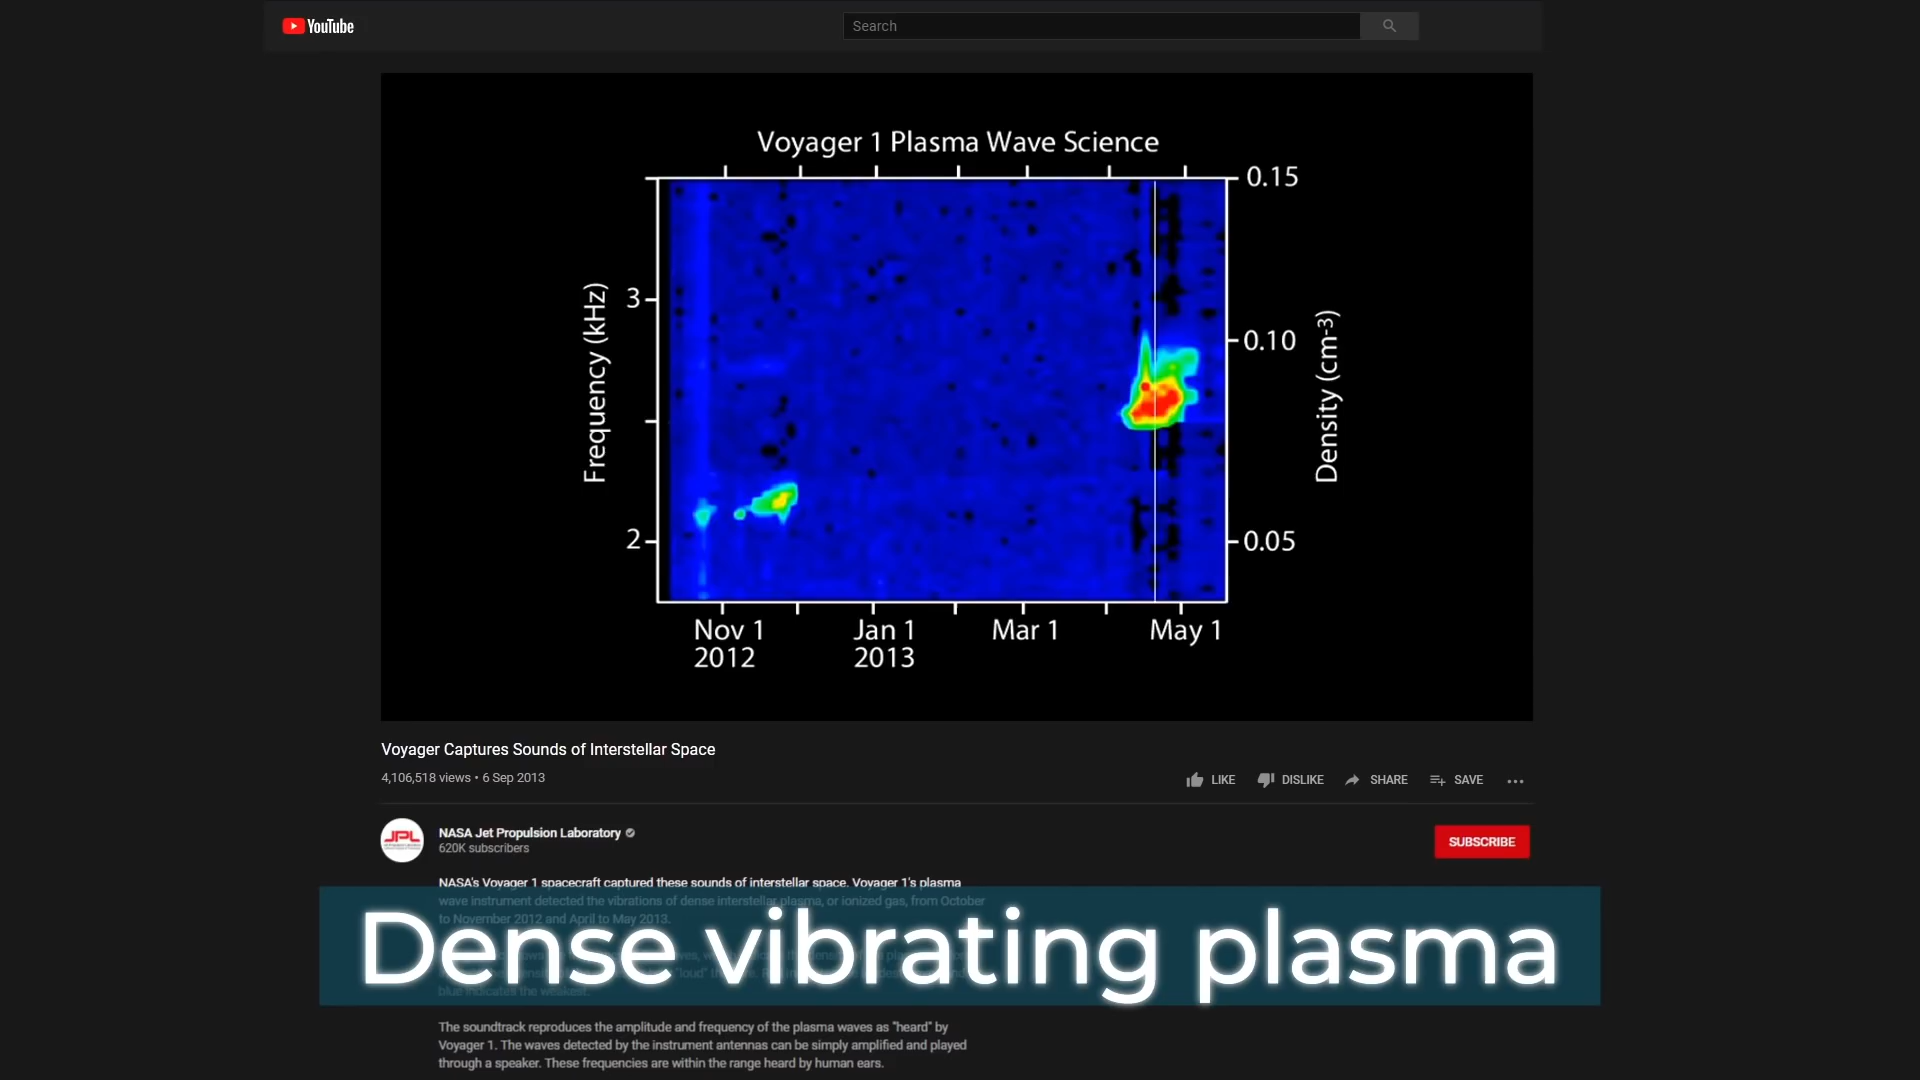 YouTube
Search
Voyager 1 Plasma Wave Science
0.15
3
0.10
Frequency (kHz)
Density (cm-3)
2
0.05
Nov 1
Jan 1
Mar 1
May 1
2012
2013
Voyager Captures Sounds of Interstellar Space
4,106,518 views • 6 Sep 2013
LIKE
DISLIKE
SHARE
SAVE
JPL
NASA Jet Propulsion Laboratory
620K subscribers
SUBSCRIBE
NASA's Voyager 1 spacecraft captured these sounds of interstellar space. Voyager 1's plasma
wave instrument detected the vibrations of dense interstellar plasma, or ionized gas, from October
to November 2012 and April to May 2013.
Dense vibrating plasma
blue indicates the weakest.
The soundtrack reproduces the amplitude and frequency of the plasma waves as "heard" by
Voyager 1. The waves detected by the instrument antennas can be simply amplified and played
through a speaker. These frequencies are within the range heard by human ears.